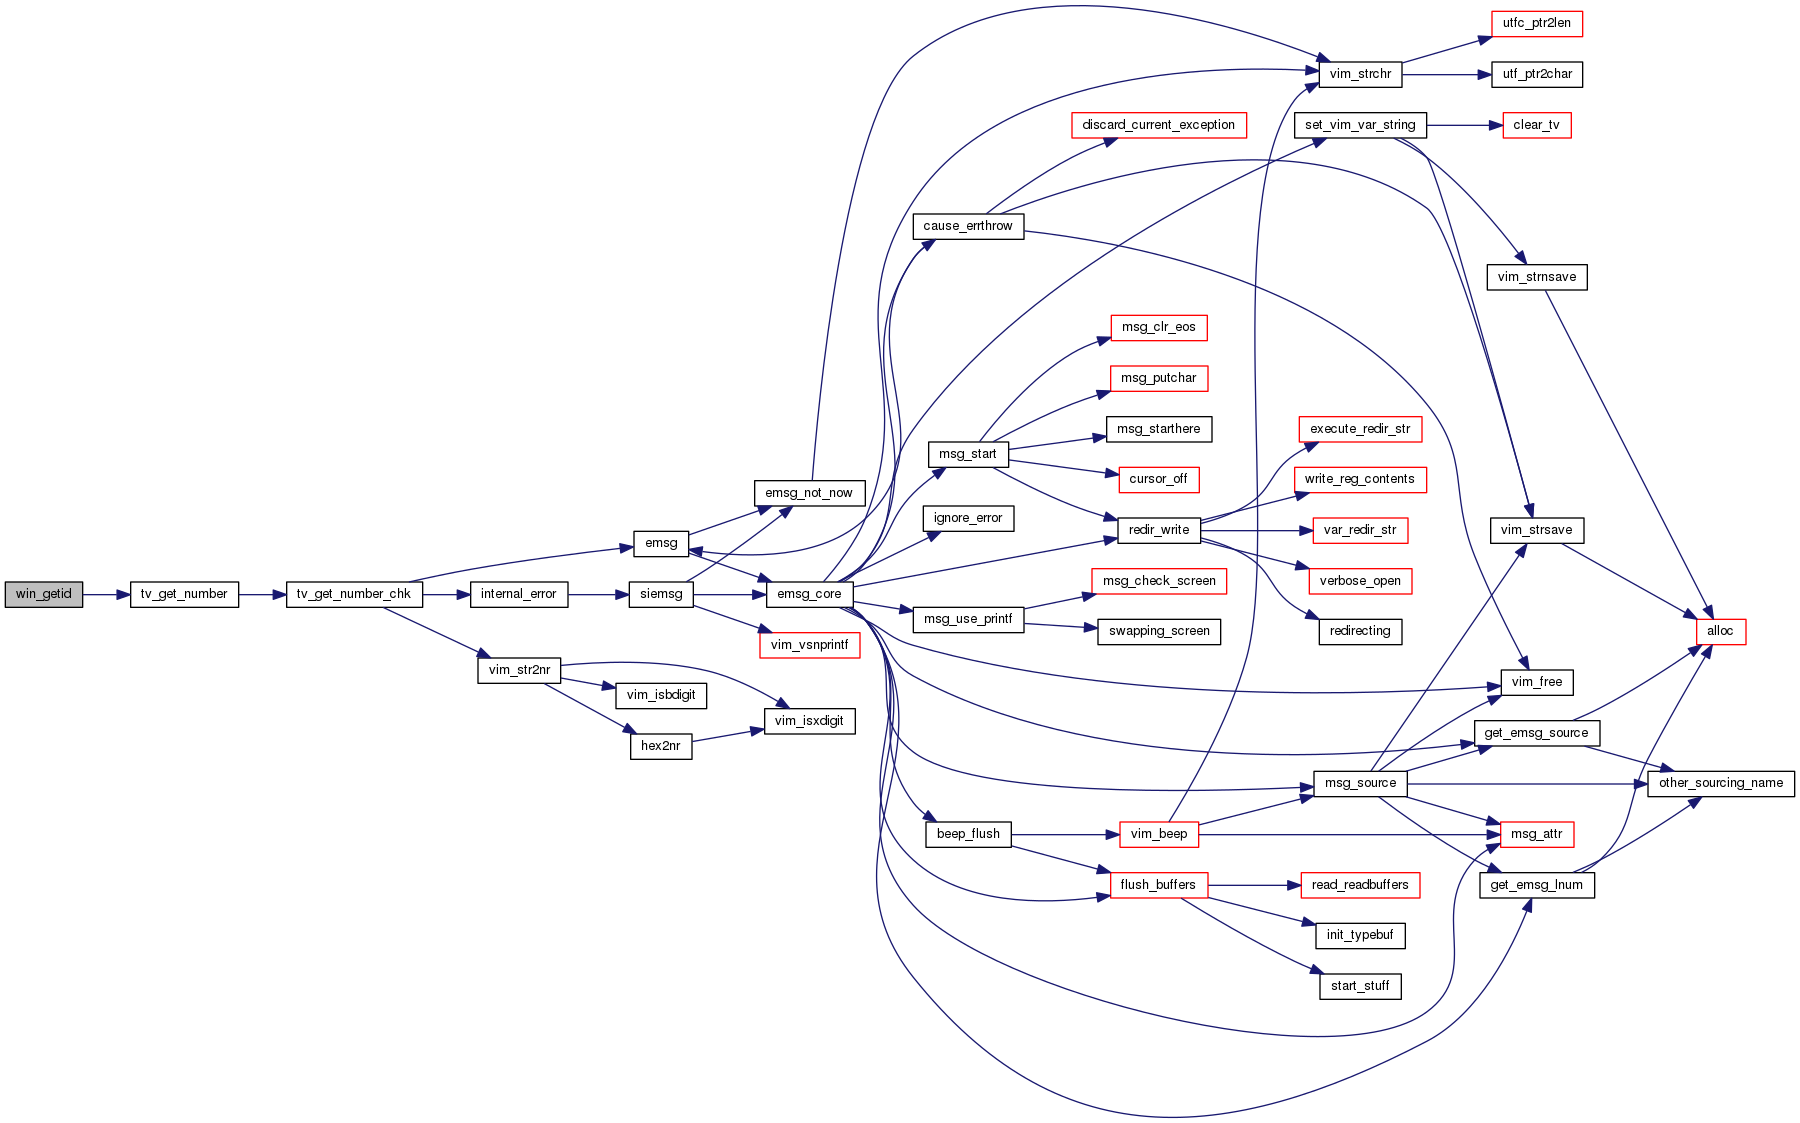 win_getid
tv_get_number
tv_get_number_chk
emsg
internal_error
vim_str2nr
siemsg
vim_isbdigit
hex2nr
emsg_not_now
emsg_core
vim_vsnprintf
vim_isxdigit
cause_errthrow
msg_start
ignore_error
msg_use_printf
beep_flush
discard_current_exception
msg_clr_eos
msg_putchar
msg_starthere
cursor_off
redir_write
msg_check_screen
swapping_screen
vim_beep
flush_buffers
vim_strchr
set_vim_var_string
execute_redir_str
write_reg_contents
var_redir_str
verbose_open
redirecting
msg_source
read_readbuffers
init_typebuf
start_stuff
utfc_ptr2len
utf_ptr2char
clear_tv
vim_strnsave
vim_strsave
vim_free
get_emsg_source
msg_attr
get_emsg_lnum
alloc
other_sourcing_name